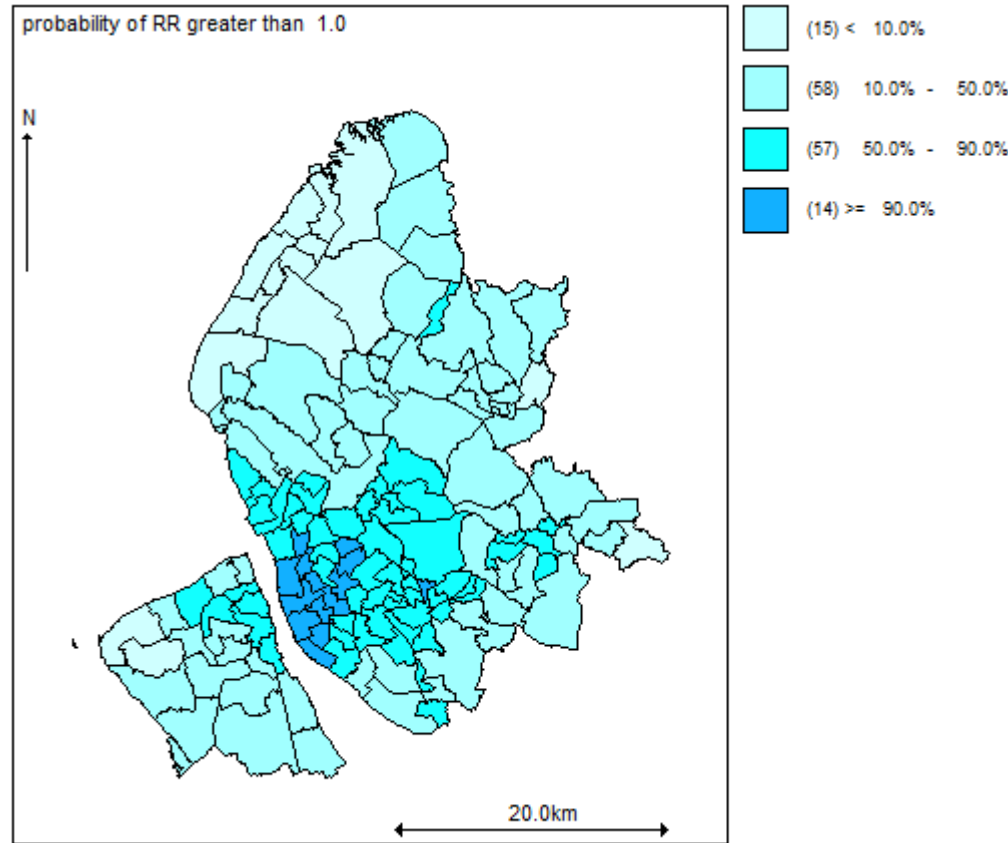 probability of RR greater than 1.0
(15) < 10.0%
(58) 10.0% - 50.0%
(57) 50.0% - 90.0%
(14) >= 90.0%
N
20.0km